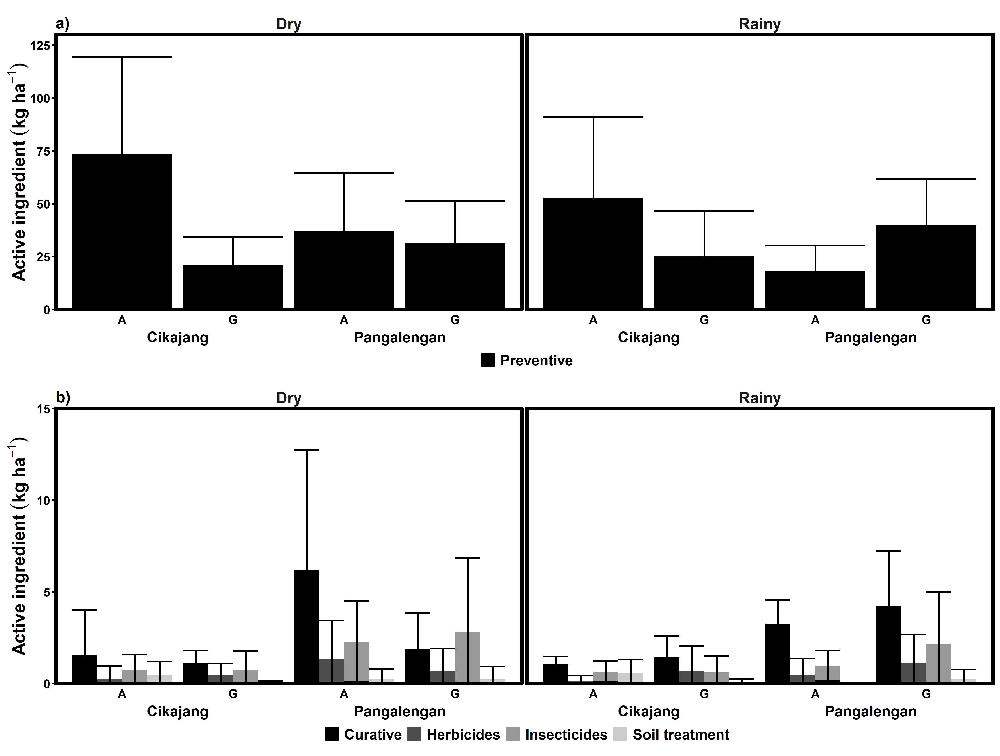 a)
Dry Rainy
Active ingredient (kg ha⁻¹)
125
100
75
50
25
0
A G A G A G A G
Cikajang Pangalengan Cikajang Pangalengan
Preventive
b)
Dry Rainy
Active ingredient (kg ha⁻¹)
15
10
5
0
A G A G A G A G
Cikajang Pangalengan Cikajang Pangalengan
Curative Herbicides Insecticides Soil treatment